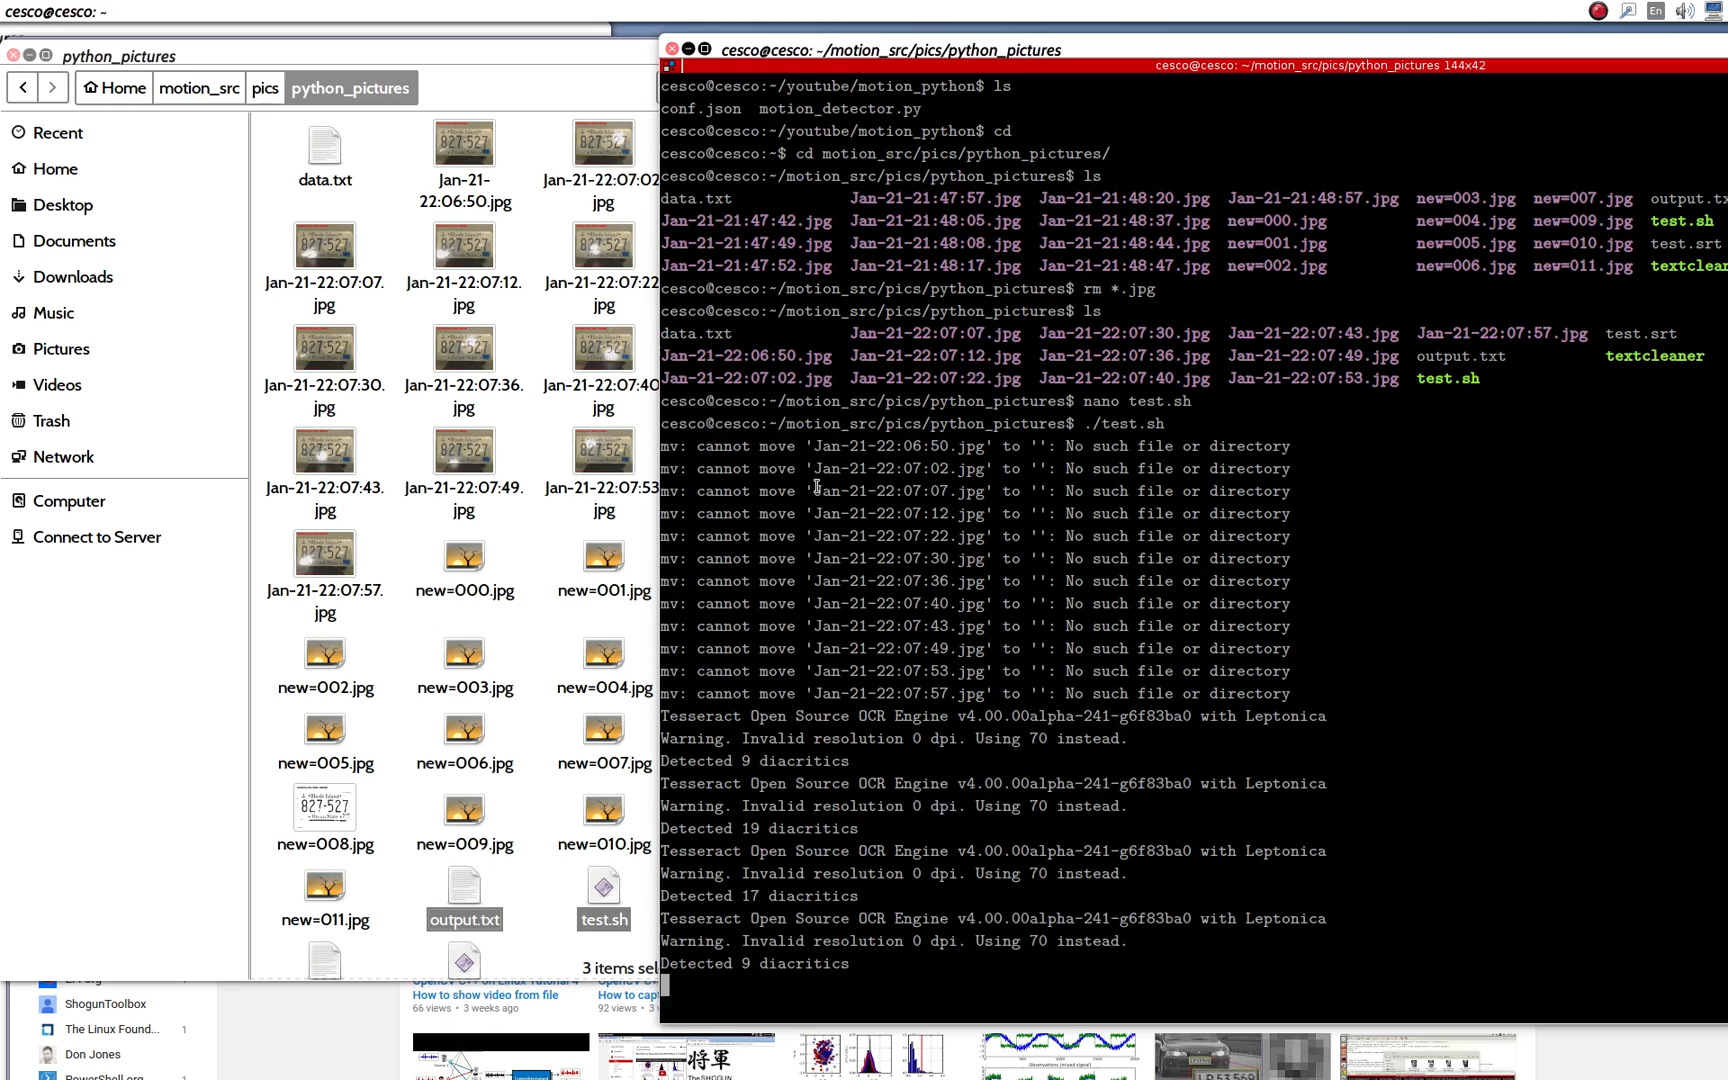 cesco@cesco: ~
En
python_pictures
Home motion_src pics python_pictures
Recent
Home
Desktop
Documents
Downloads
Music
Pictures
Videos
Trash
Network
Computer
Connect to Server
data.txt
Jan-21-22:06:50.jpg
Jan-21-22:07:02.jpg
Jan-21-22:07:07.jpg
Jan-21-22:07:12.jpg
Jan-21-22:07:22
jpg
Jan-21-22:07:30.jpg
Jan-21-22:07:36.jpg
Jan-21-22:07:40
jpg
Jan-21-22:07:43.jpg
Jan-21-22:07:49.jpg
Jan-21-22:07:53
jpg
Jan-21-22:07:57.jpg
new=000.jpg
new=001.jpg
new=002.jpg
new=003.jpg
new=004.jpg
new=005.jpg
new=006.jpg
new=007.jpg
Rhode Island
827-527
Ocean State
new=008.jpg
new=009.jpg
new=010.jpg
new=011.jpg
output.txt
test.sh
3 items sel
cesco@cesco: ~/motion_src/pics/python_pictures
cesco@cesco: ~/motion_src/pics/python_pictures 144x42
cesco@cesco:~/youtube/motion_python$ ls
conf.json motion_detector.py
cesco@cesco:~/youtube/motion_python$ cd
cesco@cesco:~$ cd motion_src/pics/python_pictures/
cesco@cesco:~/motion_src/pics/python_pictures$ ls
data.txt Jan-21-21:47:57.jpg Jan-21-21:48:20.jpg Jan-21-21:48:57.jpg new=003.jpg new=007.jpg output.tx
Jan-21-21:47:42.jpg Jan-21-21:48:05.jpg Jan-21-21:48:37.jpg new=000.jpg new=004.jpg new=009.jpg test.sh
Jan-21-21:47:49.jpg Jan-21-21:48:08.jpg Jan-21-21:48:44.jpg new=001.jpg new=005.jpg new=010.jpg test.srt
Jan-21-21:47:52.jpg Jan-21-21:48:17.jpg Jan-21-21:48:47.jpg new=002.jpg new=006.jpg new=011.jpg textclean
cesco@cesco:~/motion_src/pics/python_pictures$ rm *.jpg
cesco@cesco:~/motion_src/pics/python_pictures$ ls
data.txt Jan-21-22:07:07.jpg Jan-21-22:07:30.jpg Jan-21-22:07:43.jpg Jan-21-22:07:57.jpg test.srt
Jan-21-22:06:50.jpg Jan-21-22:07:12.jpg Jan-21-22:07:36.jpg Jan-21-22:07:49.jpg output.txt textcleaner
Jan-21-22:07:02.jpg Jan-21-22:07:22.jpg Jan-21-22:07:40.jpg Jan-21-22:07:53.jpg test.sh
cesco@cesco:~/motion_src/pics/python_pictures$ nano test.sh
cesco@cesco:~/motion_src/pics/python_pictures$ ./test.sh
mv: cannot move 'Jan-21-22:06:50.jpg' to '': No such file or directory
mv: cannot move 'Jan-21-22:07:02.jpg' to '': No such file or directory
mv: cannot move 'Jan-21-22:07:07.jpg' to '': No such file or directory
mv: cannot move 'Jan-21-22:07:12.jpg' to '': No such file or directory
mv: cannot move 'Jan-21-22:07:22.jpg' to '': No such file or directory
mv: cannot move 'Jan-21-22:07:30.jpg' to '': No such file or directory
mv: cannot move 'Jan-21-22:07:36.jpg' to '': No such file or directory
mv: cannot move 'Jan-21-22:07:40.jpg' to '': No such file or directory
mv: cannot move 'Jan-21-22:07:43.jpg' to '': No such file or directory
mv: cannot move 'Jan-21-22:07:49.jpg' to '': No such file or directory
mv: cannot move 'Jan-21-22:07:53.jpg' to '': No such file or directory
mv: cannot move 'Jan-21-22:07:57.jpg' to '': No such file or directory
Tesseract Open Source OCR Engine v4.00.00alpha-241-g6f83ba0 with Leptonica
Warning. Invalid resolution 0 dpi. Using 70 instead.
Detected 9 diacritics
Tesseract Open Source OCR Engine v4.00.00alpha-241-g6f83ba0 with Leptonica
Warning. Invalid resolution 0 dpi. Using 70 instead.
Detected 19 diacritics
Tesseract Open Source OCR Engine v4.00.00alpha-241-g6f83ba0 with Leptonica
Warning. Invalid resolution 0 dpi. Using 70 instead.
Detected 17 diacritics
Tesseract Open Source OCR Engine v4.00.00alpha-241-g6f83ba0 with Leptonica
Warning. Invalid resolution 0 dpi. Using 70 instead.
Detected 9 diacritics
ShogunToolbox
The Linux Found... 1
Don Jones
PowerShell.org
OpenCV C++ on Linux Tutorial 4
How to show video from file
66 views • 3 weeks ago
How to cap
92 views • 3
将軍
The SHOGUN
LP53569